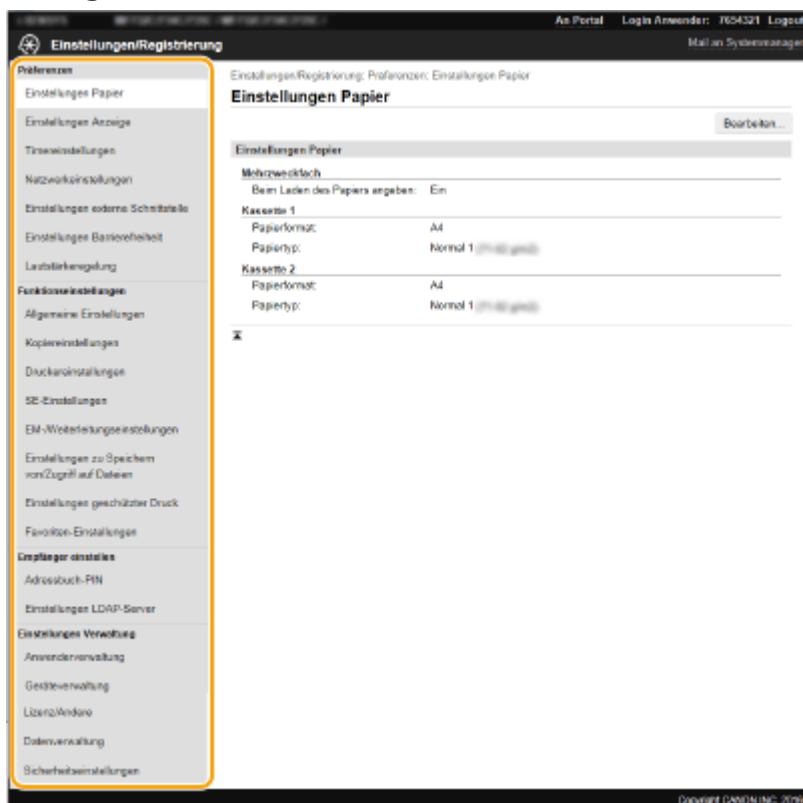 An Portal Login Anwender: 7654321 Logout
Einstellungen/Registrierung
Mail an Systemmanager
Präferenzen
Einstellungen Papier
Einstellungen Anzeige
Timereinstellungen
Netzwerkeinstellungen
Einstellungen externe Schnittstelle
Einstellungen Barrierefreiheit
Lautstärkeregelung
Funktionseinstellungen
Allgemeine Einstellungen
Kopiereinstellungen
Druckereinstellungen
SE-Einstellungen
EM-/Weiterleitungseinstellungen
Einstellungen zu Speichern
von/Zugriff auf Dateien
Einstellungen geschützter Druck
Favoriten-Einstellungen
Empfänger einstellen
Adressbuch-PIN
Einstellungen LDAP-Server
Einstellungen Verwaltung
Anwenderverwaltung
Geräteverwaltung
Lizenz/Andere
Datenverwaltung
Sicherheitseinstellungen
Einstellungen/Registrierung: Präferenzen: Einstellungen Papier
Einstellungen Papier
Bearbeiten...
Einstellungen Papier
Mehrzweckfach
Beim Laden des Papiers angeben: Ein
Kassette 1
Papierformat: A4
Papiertyp: Normal 1
Kassette 2
Papierformat: A4
Papiertyp: Normal 1
Copyright CANON INC. 2016